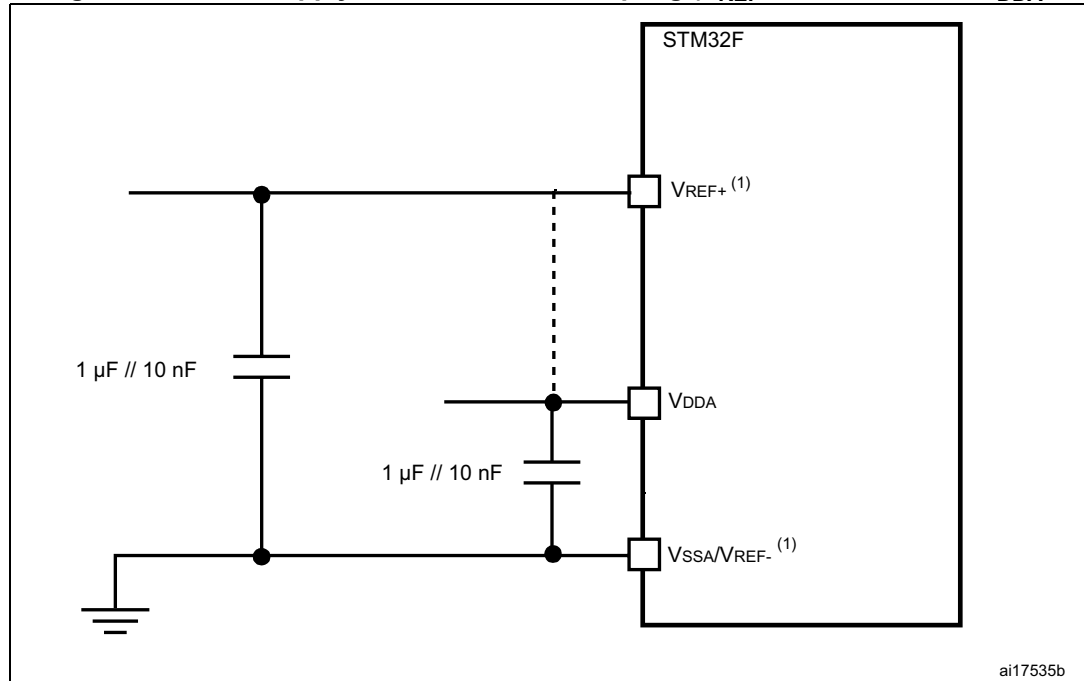 STM32F
VREF+ (1)
1 µF // 10 nF
VDDA
1 µF // 10 nF
VSSA/VREF- (1)
ai17535b